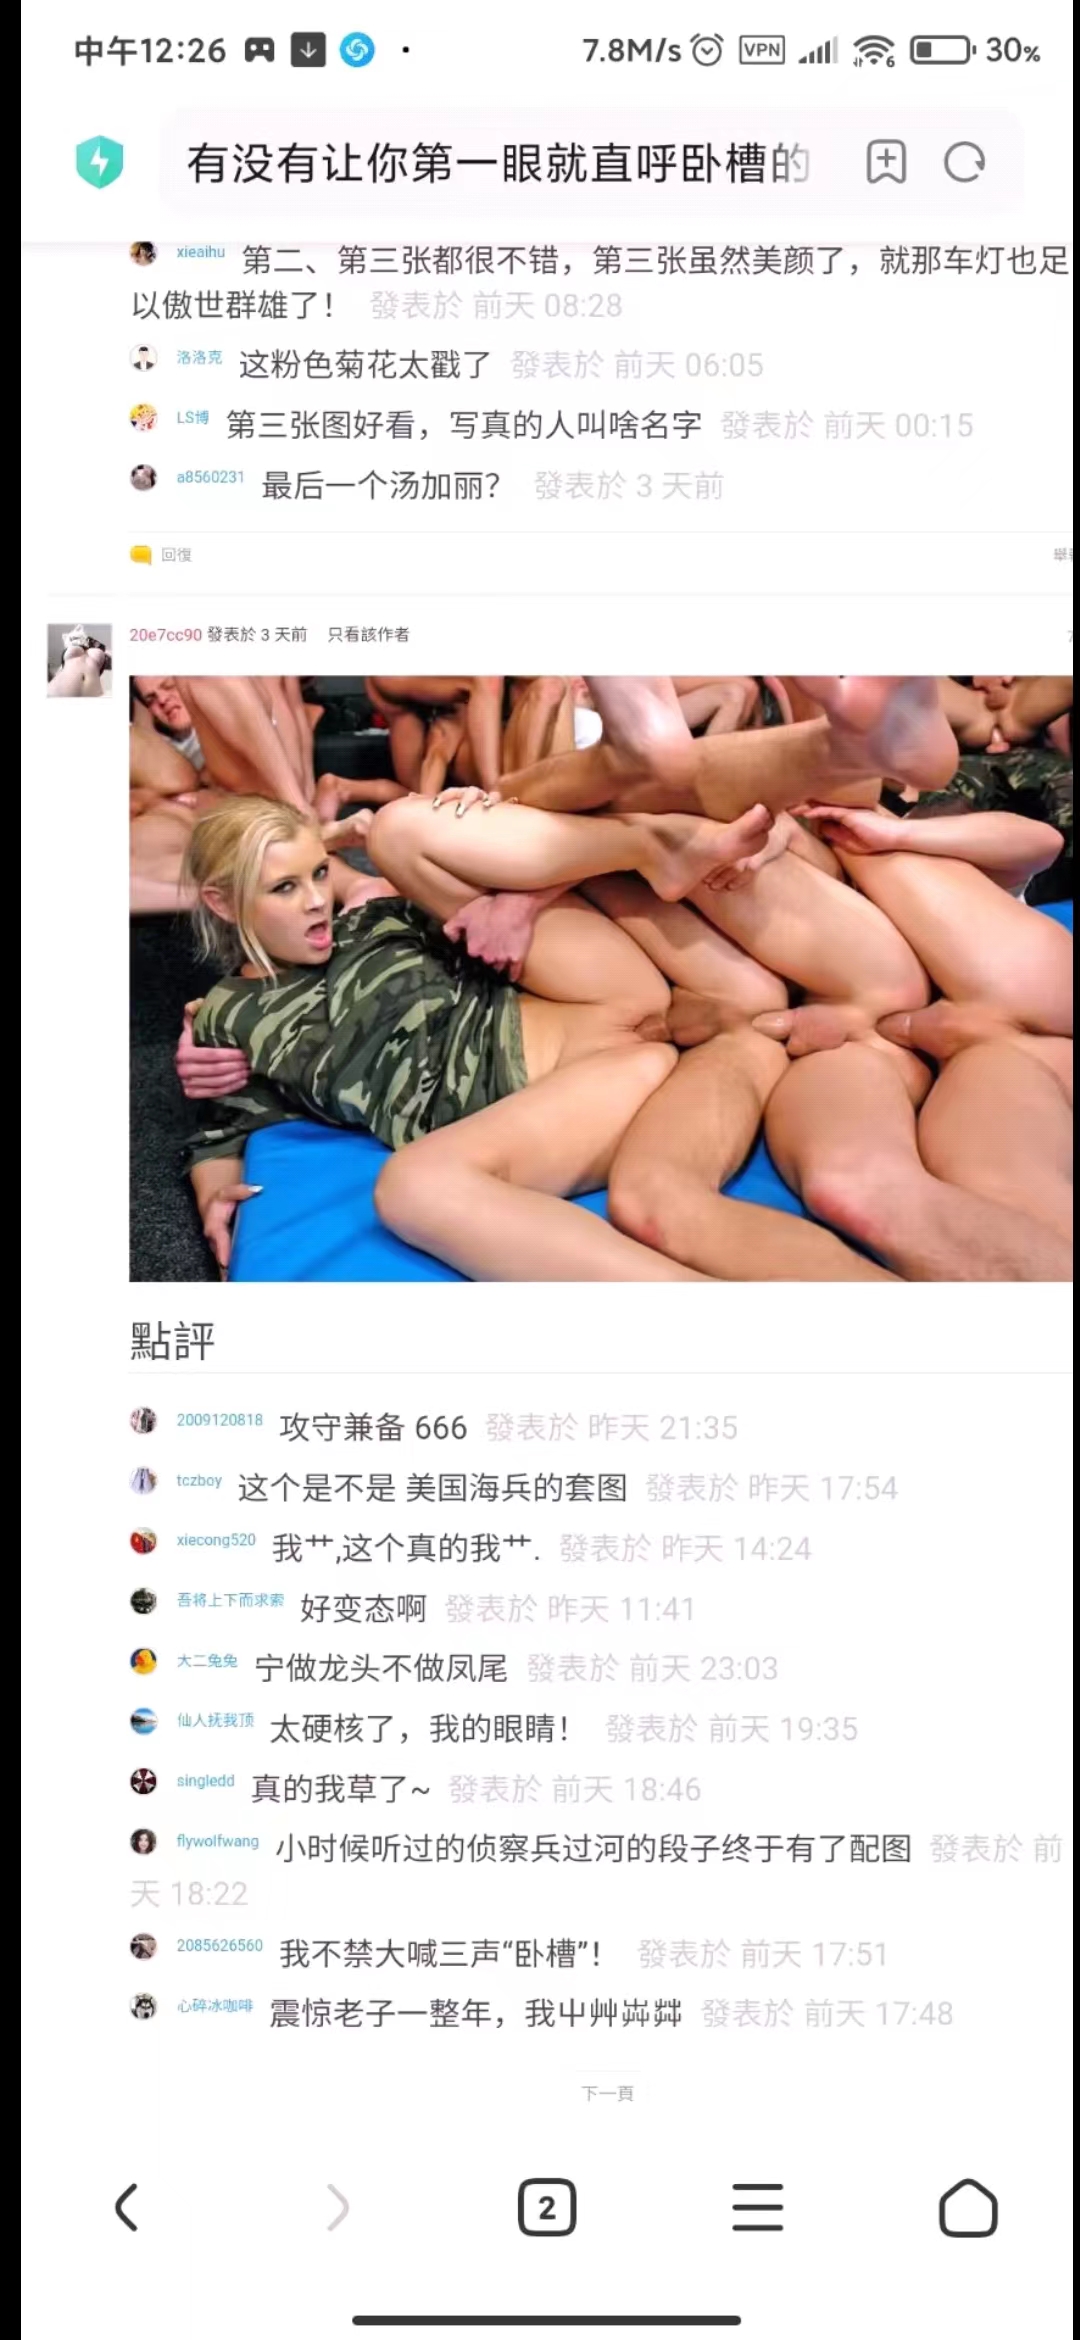 中午12:26
7.8M/s VPN 6 30%
有没有让你第一眼就直呼卧槽的
xieaihu 第二、第三张都很不错，第三张虽然美颜了，就那车灯也足
以傲世群雄了！ 發表於 前天 08:28
洛洛克 这粉色菊花太戳了 發表於 前天 06:05
LS博 第三张图好看，写真的人叫啥名字 發表於 前天 00:15
a8560231 最后一个汤加丽？ 發表於 3 天前
回復
20e7cc90 發表於 3 天前 只看該作者
點評
2009120818 攻守兼备 666 發表於 昨天 21:35
tczboy 这个是不是 美国海兵的套图 發表於 昨天 17:54
xiecong520 我艹,这个真的我艹. 發表於 昨天 14:24
吾将上下而求索 好变态啊 發表於 昨天 11:41
大二兔兔 宁做龙头不做凤尾 發表於 前天 23:03
仙人抚我顶 太硬核了，我的眼睛！ 發表於 前天 19:35
singledd 真的我草了~ 發表於 前天 18:46
flywolfwang 小时候听过的侦察兵过河的段子终于有了配图 發表於 前
天 18:22
2085626560 我不禁大喊三声“卧槽”！ 發表於 前天 17:51
心碎冰咖啡 震惊老子一整年，我屮艸芔茻 發表於 前天 17:48
下一頁
2